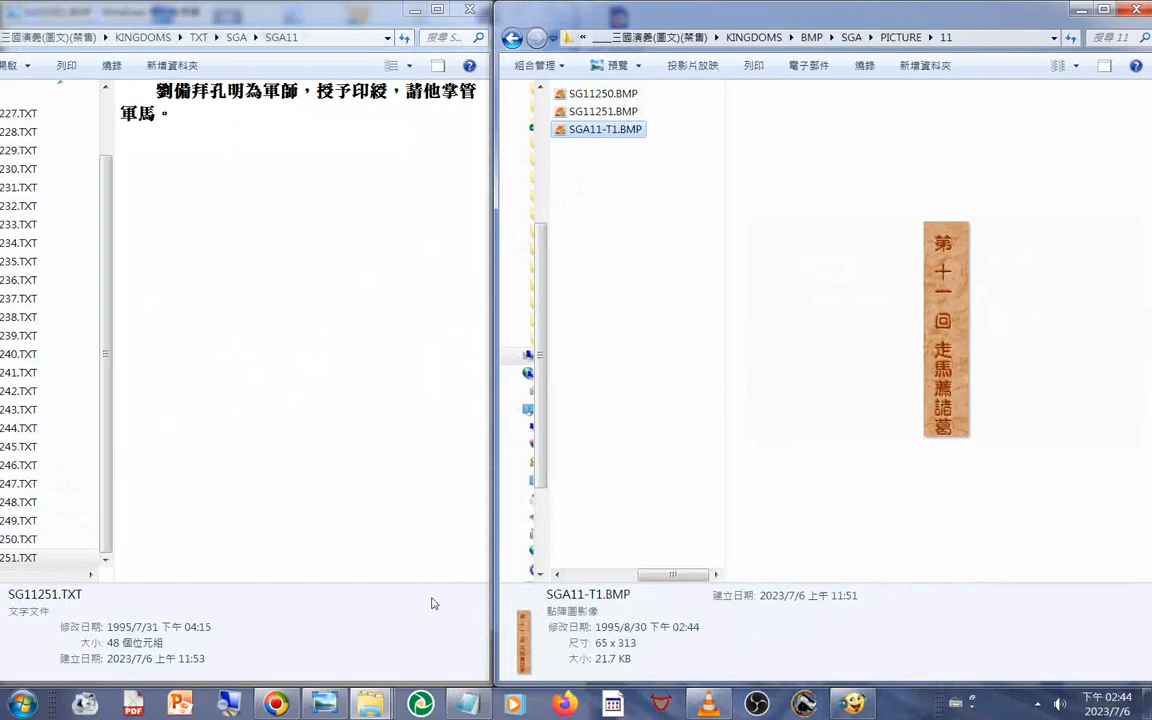 三國演義(圖文)(禁售) KINGDOMS TXT SGA SGA11
搜尋 S...
開啟 列印 燒錄 新增資料夾
227.TXT
228.TXT
229.TXT
230.TXT
231.TXT
232.TXT
233.TXT
234.TXT
235.TXT
236.TXT
237.TXT
238.TXT
239.TXT
240.TXT
241.TXT
242.TXT
243.TXT
244.TXT
245.TXT
246.TXT
247.TXT
248.TXT
249.TXT
250.TXT
251.TXT
劉備拜孔明為軍師,授予印綬,請他掌管
軍馬。
SG11251.TXT
文字文件
修改日期: 1995/7/31 下午 04:15
大小: 48 個位元組
建立日期: 2023/7/6 上午 11:53
« ____三國演義(圖文)(禁售) KINGDOMS BMP SGA PICTURE 11
搜尋 11
組合管理 預覽 投影片放映 列印 電子郵件 燒錄 新增資料夾
SG11250.BMP
SG11251.BMP
SGA11-T1.BMP
第十一回 走馬薦諸葛
SGA11-T1.BMP
點陣圖影像
修改日期: 1995/8/30 下午 02:44
尺寸: 65 x 313
大小: 21.7 KB
建立日期: 2023/7/6 上午 11:51
PDF
下午 02:44
2023/7/6